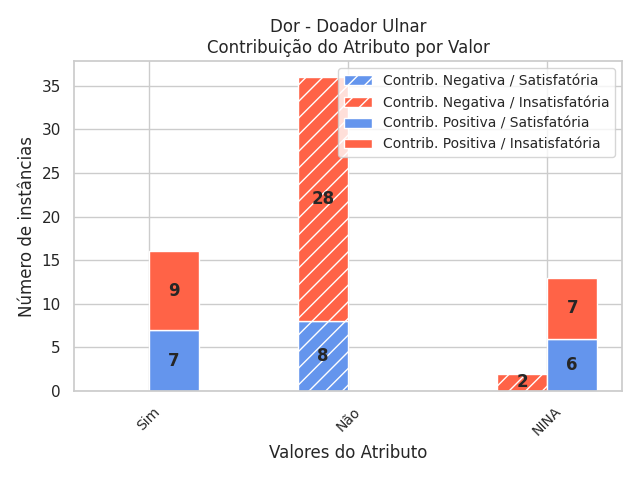 Dor - Doador Ulnar
Contribuição do Atributo por Valor
Contrib. Negativa / Satisfatória
Contrib. Negativa / Insatisfatória
Contrib. Positiva / Satisfatória
Contrib. Positiva / Insatisfatória
Número de instâncias
35
30
25
20
15
10
5
0
9
7
28
8
2
7
6
Sim
Não
NINA
Valores do Atributo